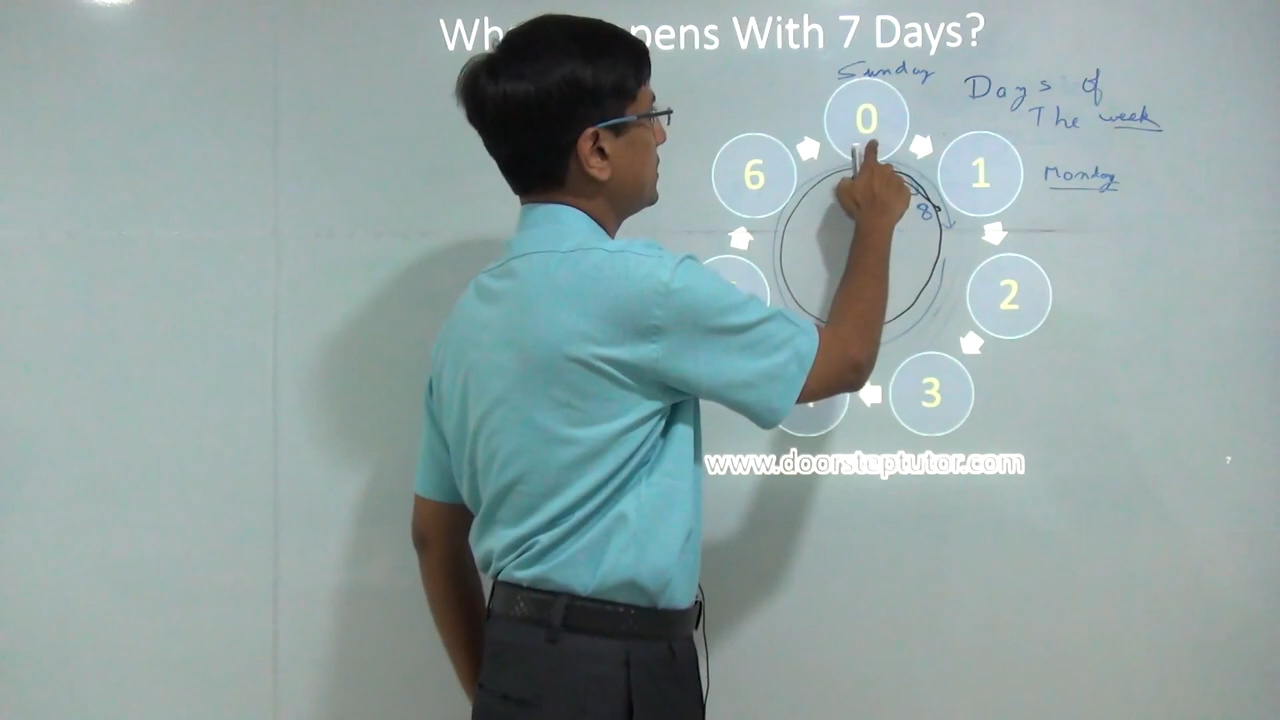 pens With 7 Days?
Sunday
Days of
The week
0
6
1
Monday
8
2
3
www.doorsteptutor.com
?